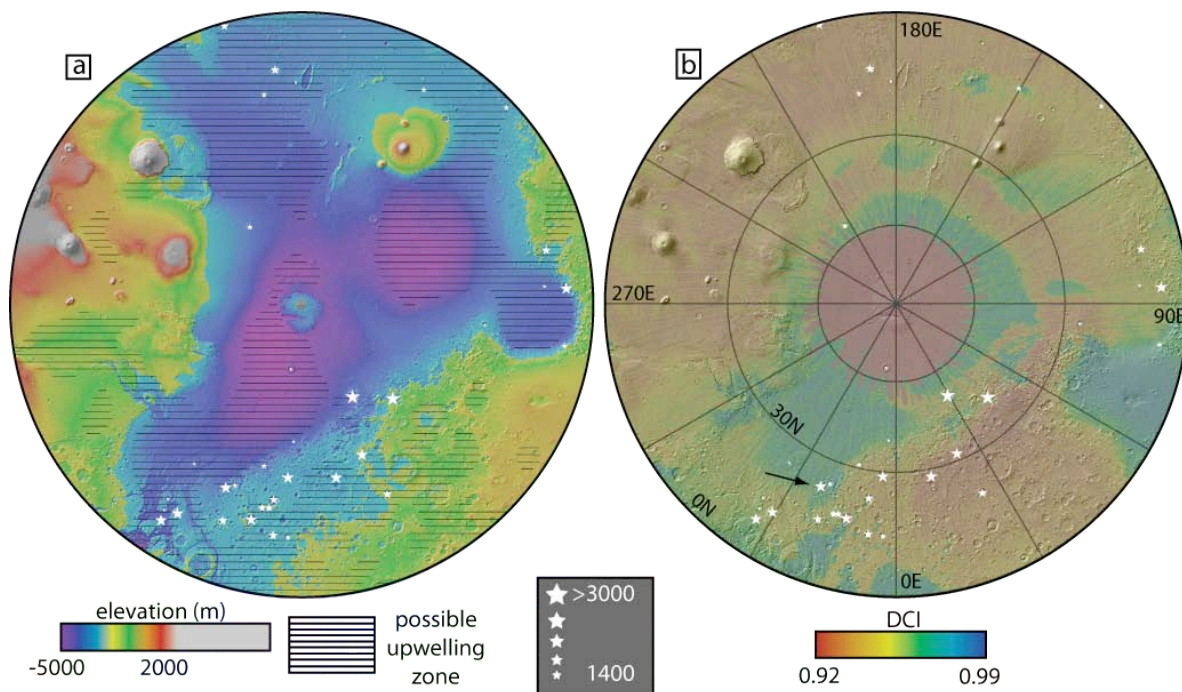 a
b
180E
270E
90E
30N
0N
0E
elevation (m)
-5000
2000
possible
upwelling
zone
>3000
1400
DCI
0.92
0.99